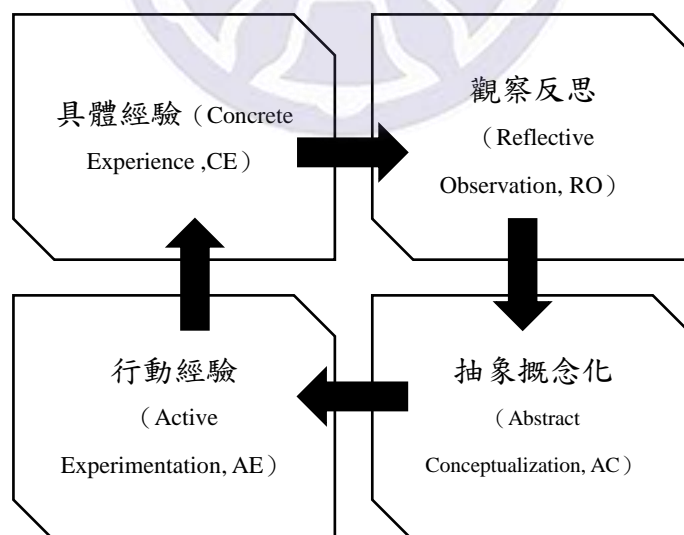 具體經驗（Concrete
Experience ,CE）
觀察反思
（Reflective
Observation, RO）
行動經驗
（Active
Experimentation, AE）
抽象概念化
（Abstract
Conceptualization, AC）